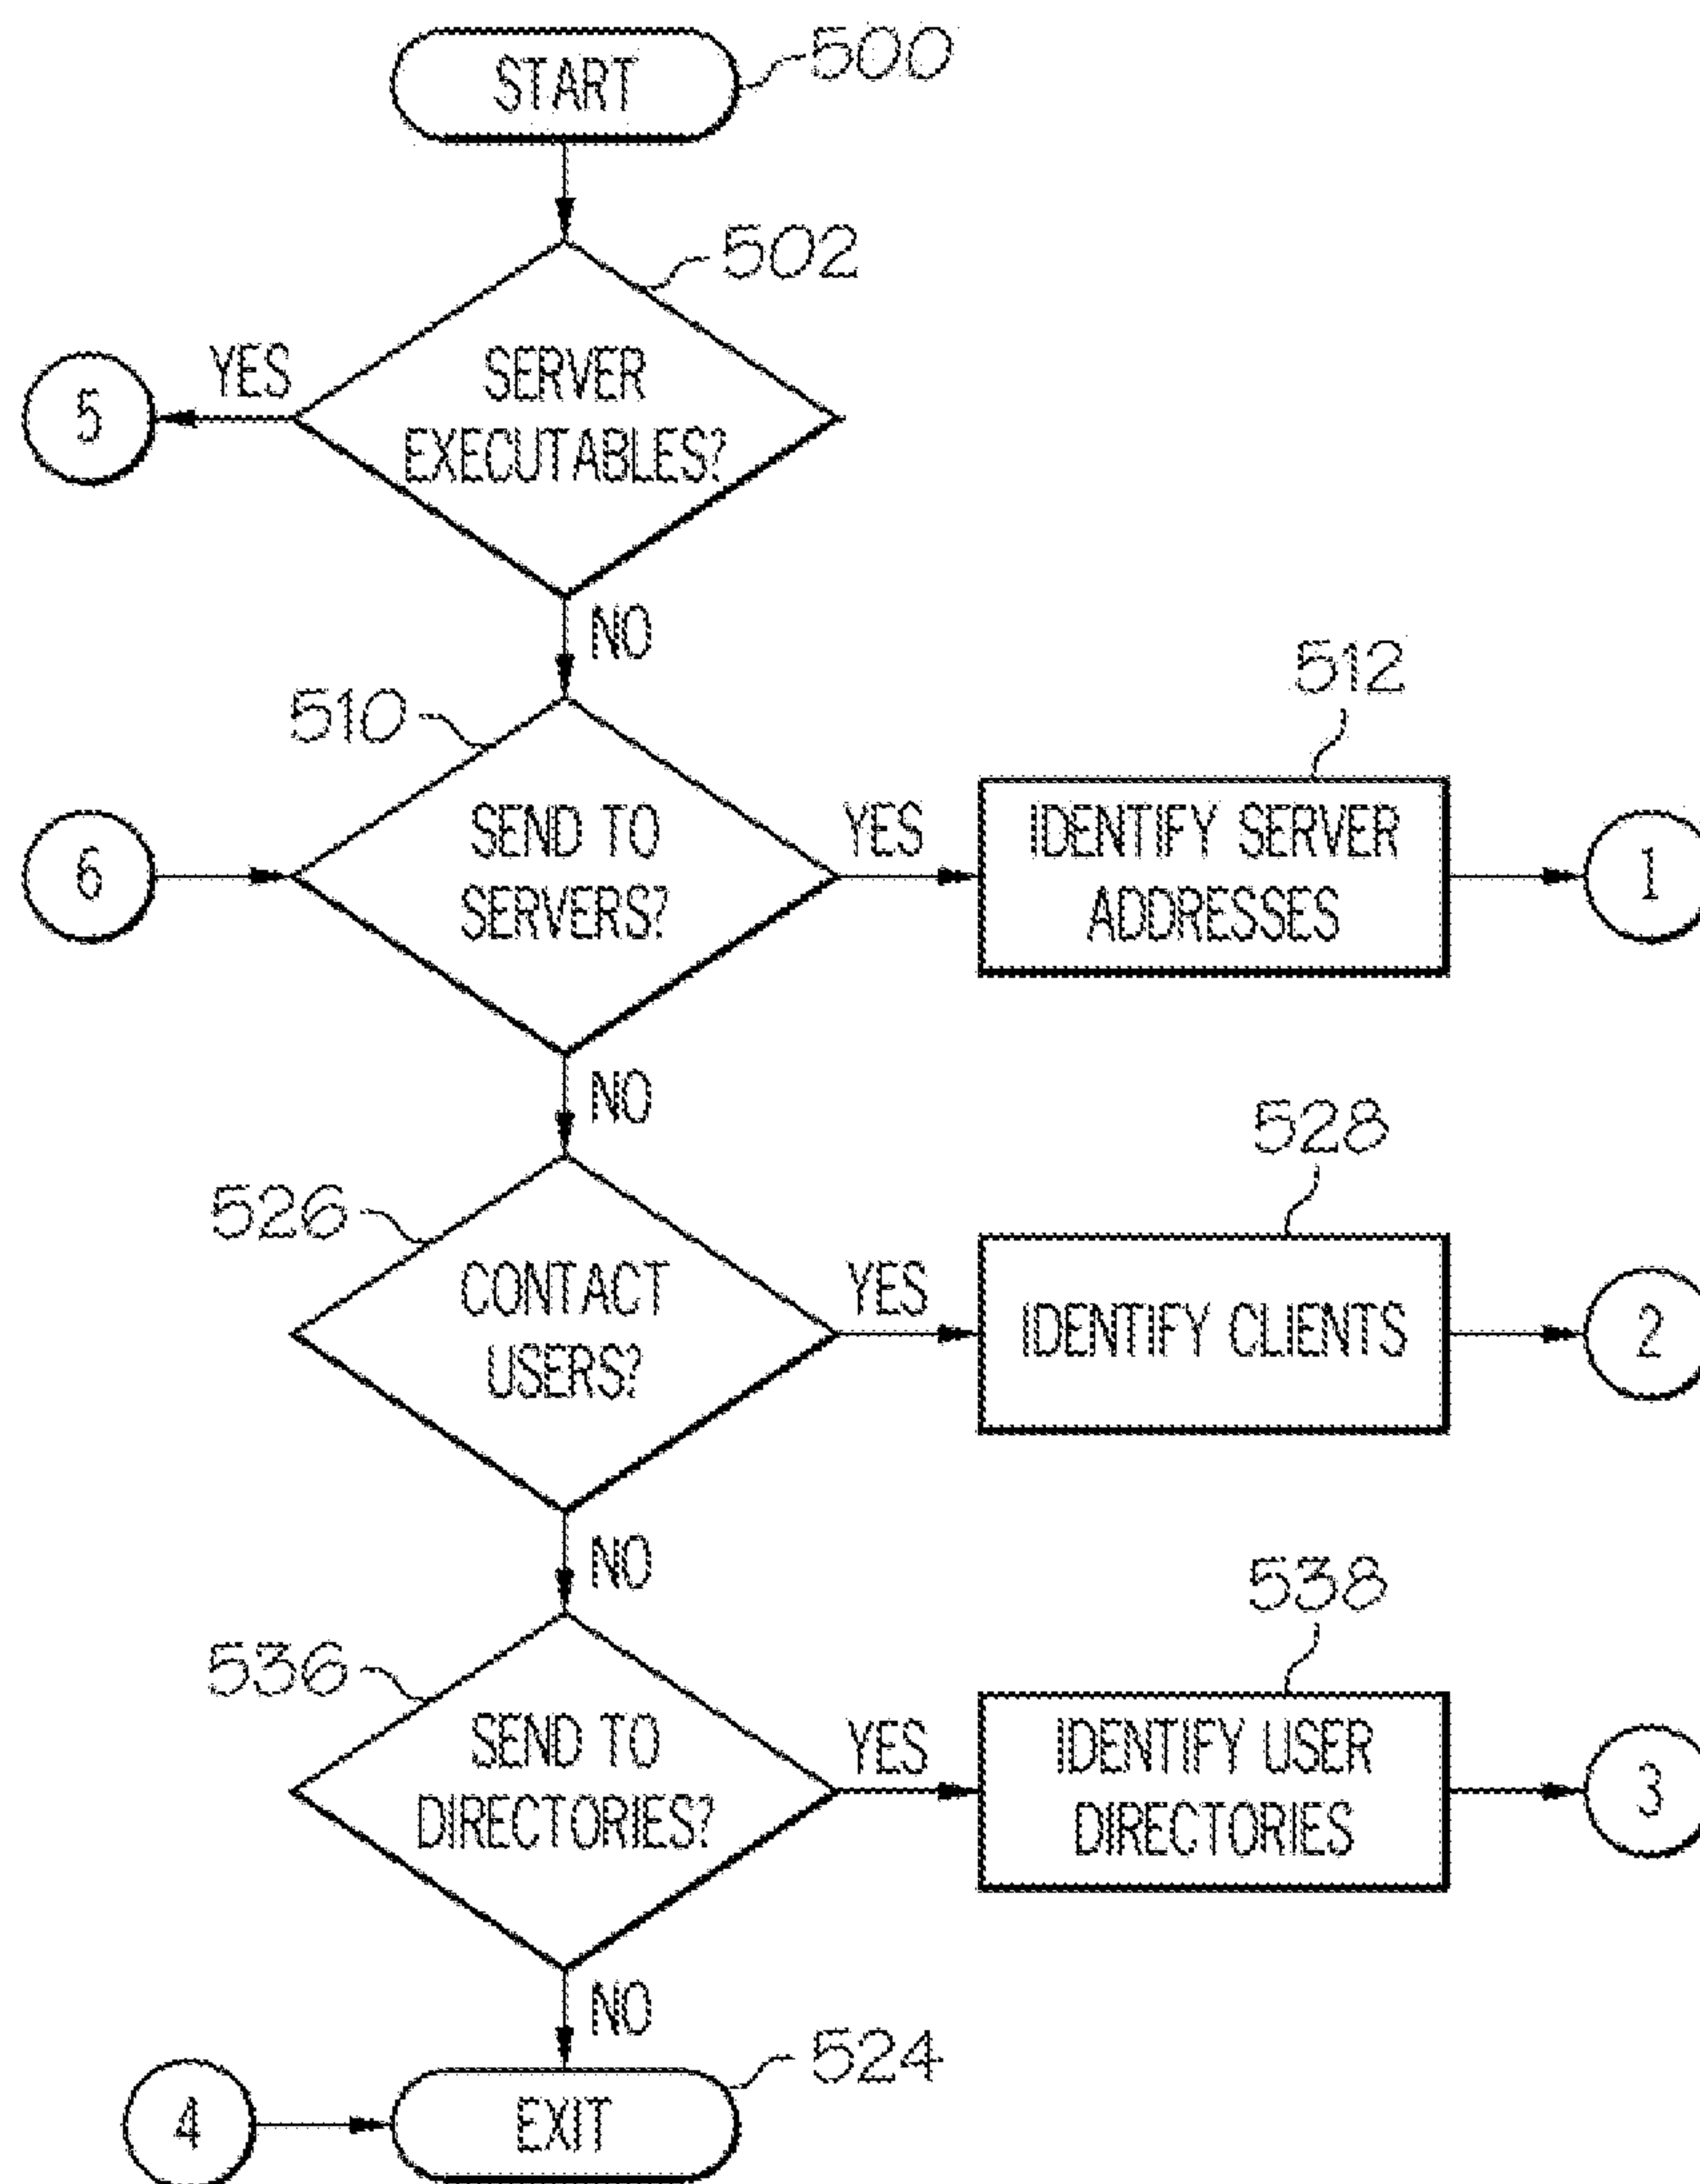 START
500
502
YES
5
SERVER
EXECUTABLES?
NO
510
512
6
SEND TO
SERVERS?
YES
IDENTIFY SERVER
ADDRESSES
1
NO
526
528
CONTACT
USERS?
YES
IDENTIFY CLIENTS
2
NO
536
538
SEND TO
DIRECTORIES?
YES
IDENTIFY USER
DIRECTORIES
3
NO
524
4
EXIT